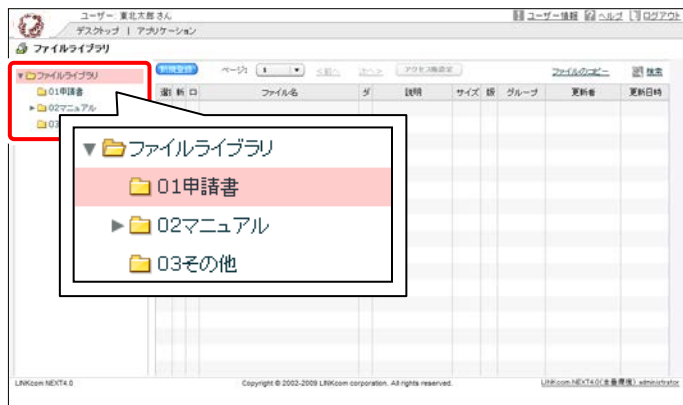 ユーザー 東北太郎 さん
ユーザー情報 ヘルプ ログアウト
デスクトップ | アプリケーション
ファイルライブラリ
ファイルライブラリ
01申請書
02マニュアル
03
新規登録 ページ: 1 <前へ 次へ> アクセス権設定 ファイルのコピー 検索
選 新 ロ ファイル名 ダ 説明 サイズ 版 グループ 更新者 更新日時
ファイルライブラリ
01申請書
02マニュアル
03その他
LINKcom NEXT4.0
Copyright © 2002-2009 LINKcom corporation. All rights reserved.
LINKcom NEXT4.0( administrator